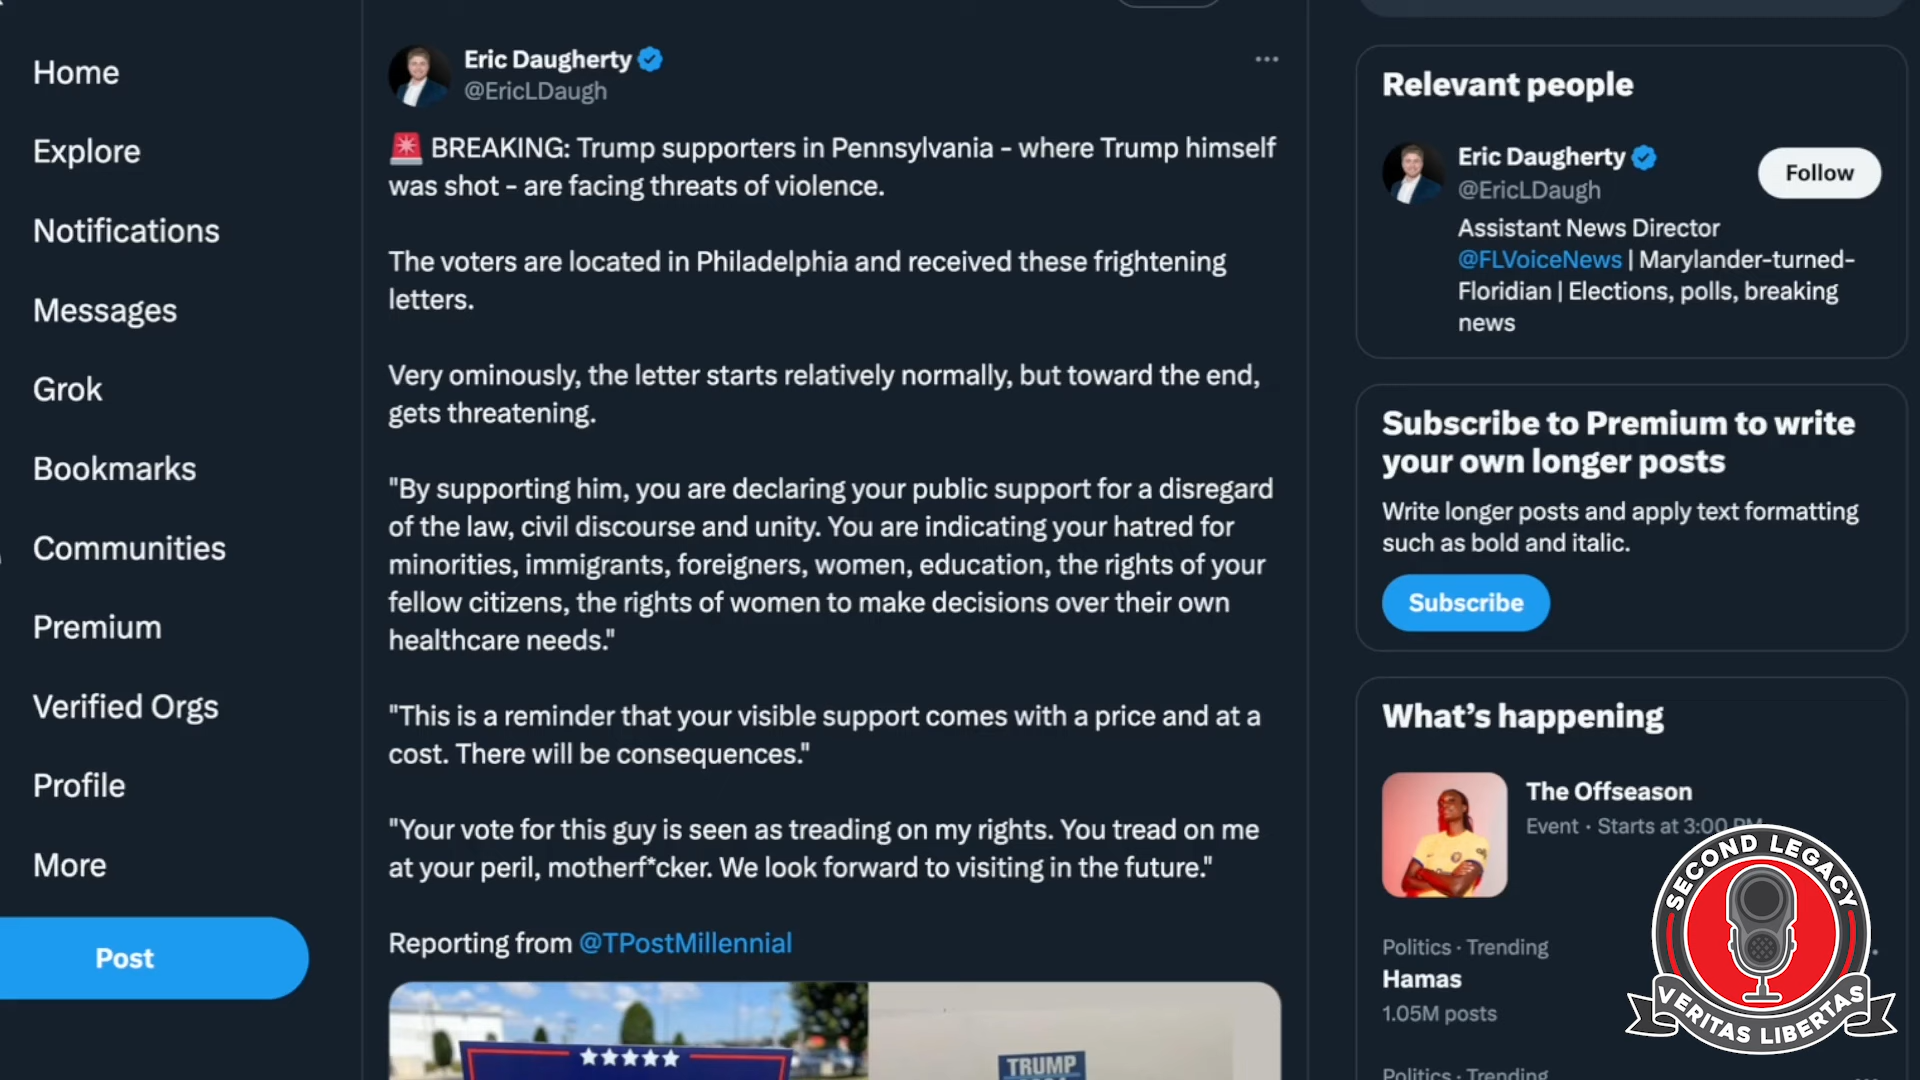 Home
Explore
Notifications
Messages
Grok
Bookmarks
Communities
Premium
Verified Orgs
Profile
More
Post
Eric Daugherty
@EricLDaugh
🚨 BREAKING: Trump supporters in Pennsylvania - where Trump himself
was shot - are facing threats of violence.
The voters are located in Philadelphia and received these frightening
letters.
Very ominously, the letter starts relatively normally, but toward the end,
gets threatening.
"By supporting him, you are declaring your public support for a disregard
of the law, civil discourse and unity. You are indicating your hatred for
minorities, immigrants, foreigners, women, education, the rights of your
fellow citizens, the rights of women to make decisions over their own
healthcare needs."
"This is a reminder that your visible support comes with a price and at a
cost. There will be consequences."
"Your vote for this guy is seen as treading on my rights. You tread on me
at your peril, motherf*cker. We look forward to visiting in the future."
Reporting from @TPostMillennial
TRUMP
Relevant people
Eric Daugherty
@EricLDaugh
Follow
Assistant News Director
@FLVoiceNews | Marylander-turned-
Floridian | Elections, polls, breaking
news
Subscribe to Premium to write
your own longer posts
Write longer posts and apply text formatting
such as bold and italic.
Subscribe
What's happening
The Offseason
Event · Starts at 3:00 PM
Politics · Trending
Hamas
1.05M posts
Politics · Trending
SECOND LEGACY
VERITAS LIBERTAS